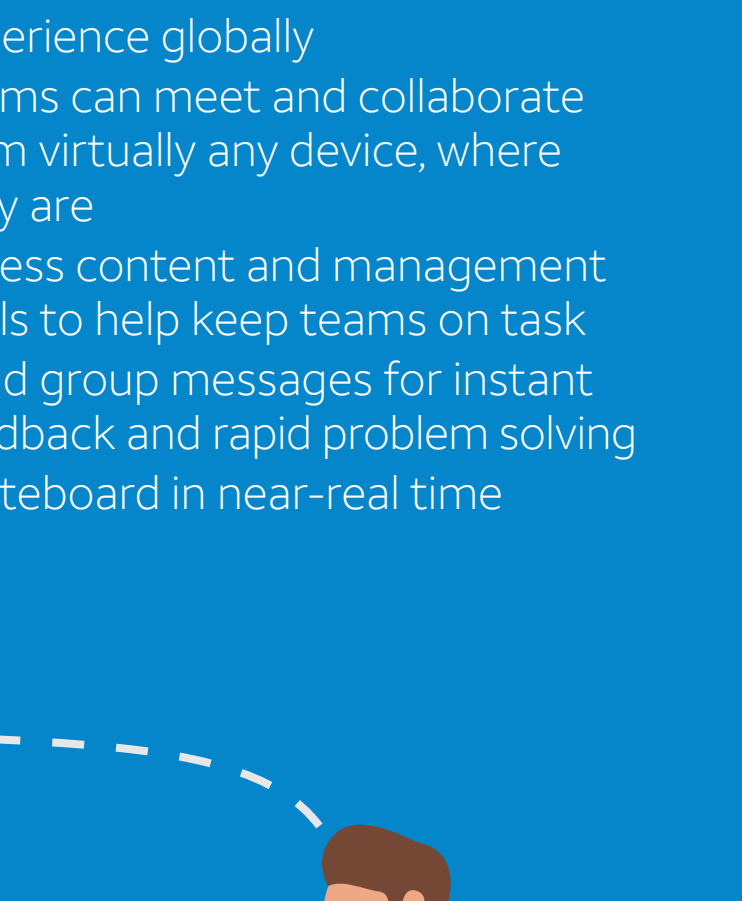 erience globally
ms can meet and collaborate
m virtually any device, where
y are
ess content and management
ls to help keep teams on task
d group messages for instant
dback and rapid problem solving
teboard in near-real time